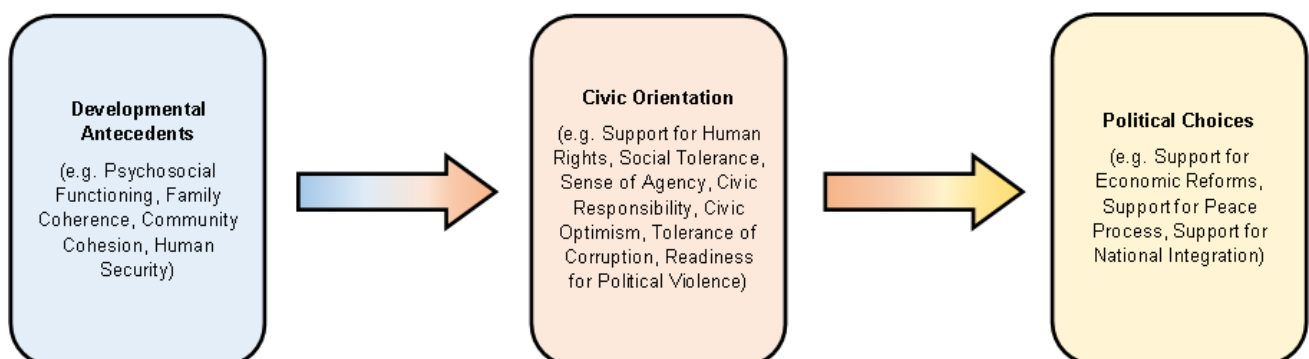 Developmental
Antecedents
(e.g. Psychosocial
Functioning, Family
Coherence, Community
Cohesion, Human
Security)
Civic Orientation
(e.g. Support for Human
Rights, Social Tolerance,
Sense of Agency, Civic
Responsibility, Civic
Optimism, Tolerance of
Corruption, Readiness
for Political Violence)
Political Choices
(e.g. Support for
Economic Reforms,
Support for Peace
Process, Support for
National Integration)